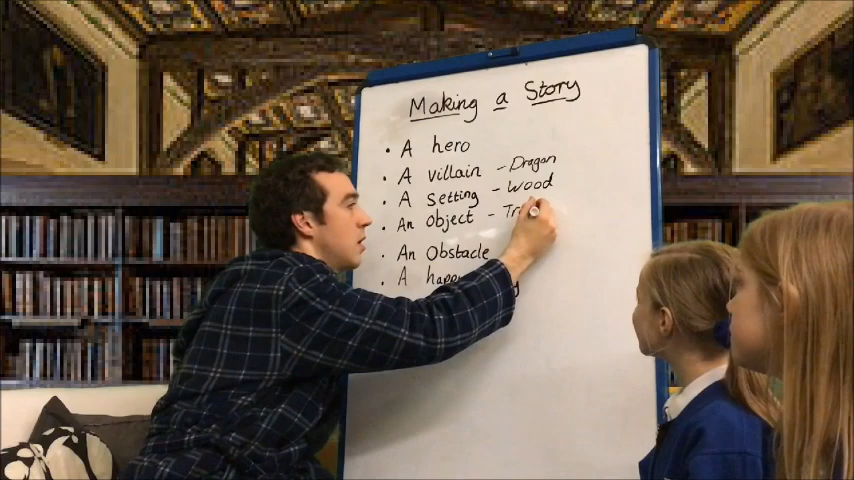 Making a Story
• A hero
• A villain - Dragon
• A setting - Wood
• An object -
• An Obstacle
• A